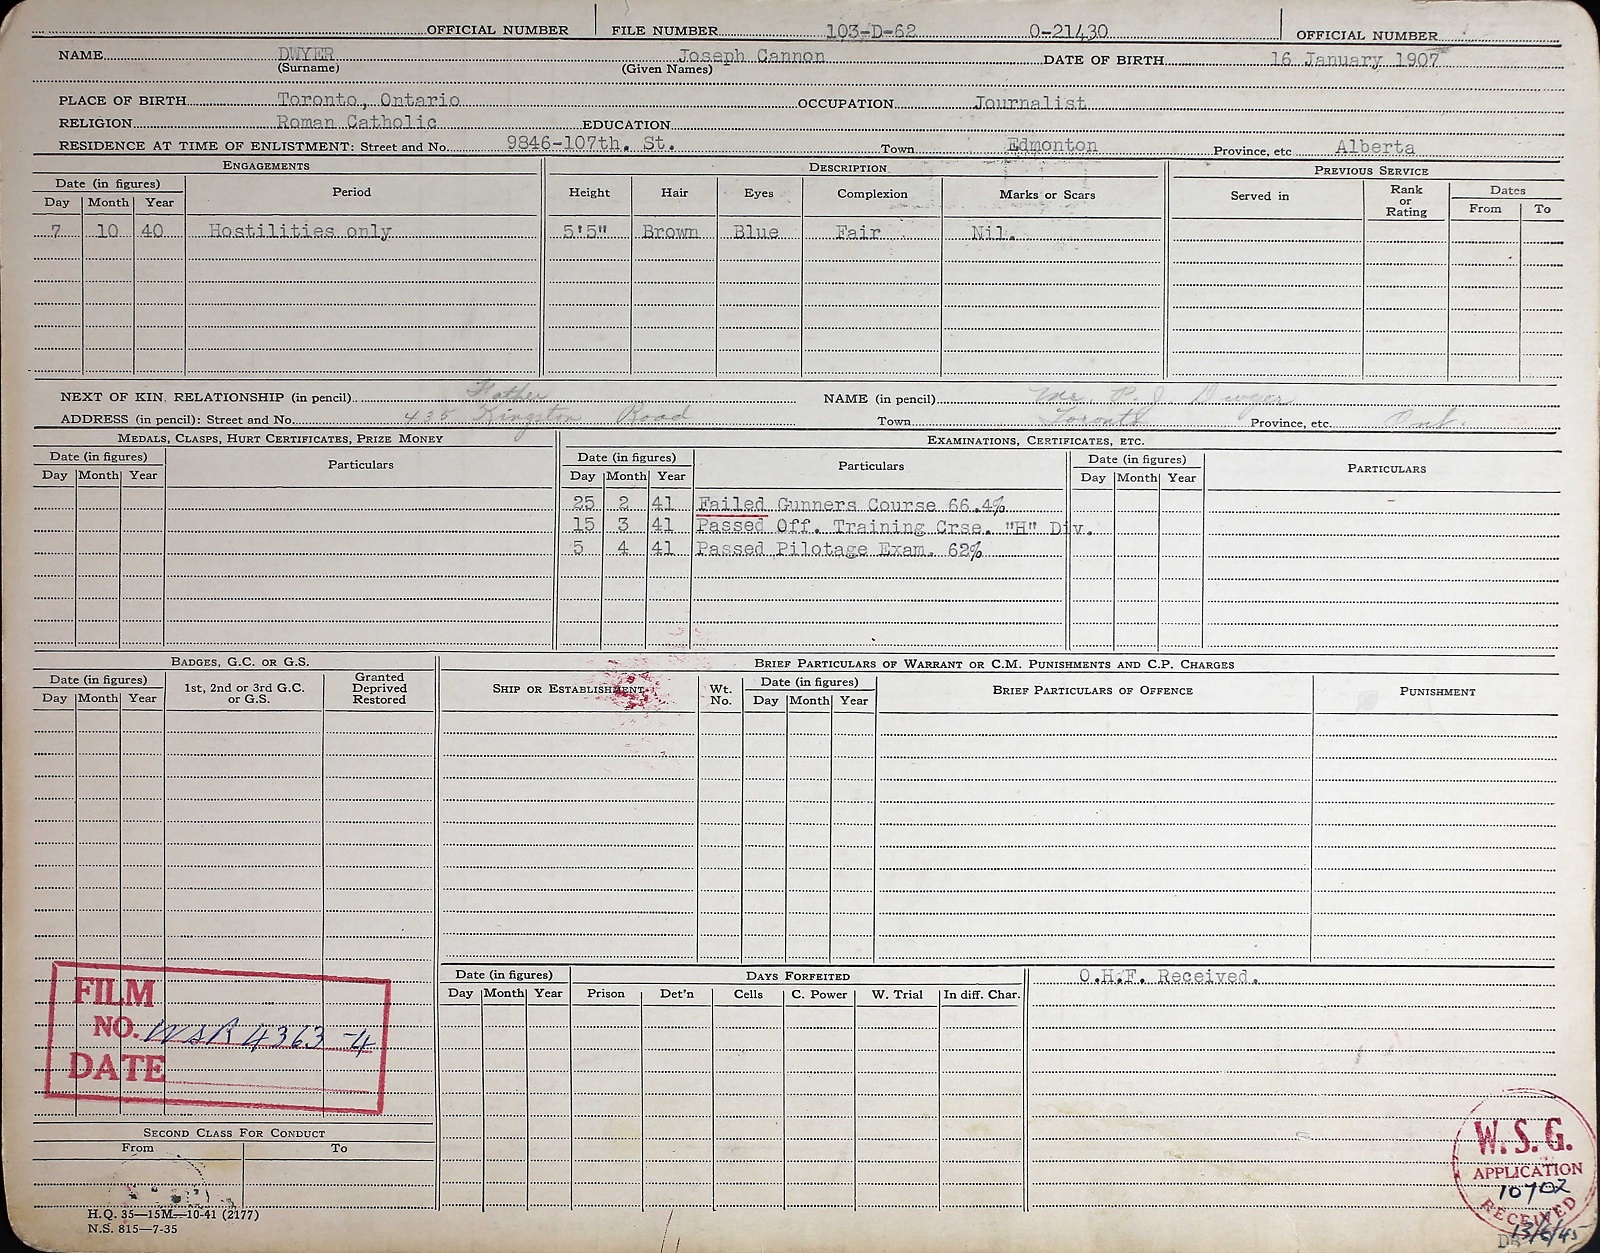 OFFICIAL NUMBER FILE NUMBER 103-D-62 O-21430 OFFICIAL NUMBER
NAME DWYER Joseph Cannon DATE OF BIRTH 16 January 1907
(Surname) (Given Names)
PLACE OF BIRTH Toronto, Ontario OCCUPATION Journalist
RELIGION Roman Catholic EDUCATION
RESIDENCE AT TIME OF ENLISTMENT: Street and No. 9846-107th. St. Town Edmonton Province, etc Alberta
ENGAGEMENTS DESCRIPTION PREVIOUS SERVICE
Date (in figures) Period Height Hair Eyes Complexion Marks or Scars Served in Rank or Rating Dates
Day Month Year From To
7 10 40 Hostilities only 5'5" Brown Blue Fair Nil.
NEXT OF KIN, RELATIONSHIP (in pencil) Father NAME (in pencil) Mr. P. J. Dwyer
ADDRESS (in pencil): Street and No. 435 Kingston Road Town Toronto Province, etc. Ont.
MEDALS, CLASPS, HURT CERTIFICATES, PRIZE MONEY EXAMINATIONS, CERTIFICATES, ETC.
Date (in figures) Particulars Date (in figures) Particulars Date (in figures) PARTICULARS
Day Month Year Day Month Year Day Month Year
25 2 41 Failed Gunners Course 66.4%
15 3 41 Passed Off. Training Crse. "H" Div.
5 4 41 Passed Pilotage Exam. 62%
BADGES, G.C. OR G.S. BRIEF PARTICULARS OF WARRANT OR C.M. PUNISHMENTS AND C.P. CHARGES
Date (in figures) 1st, 2nd or 3rd G.C. or G.S. Granted Deprived Restored SHIP OR ESTABLISHMENT Wt. No. Date (in figures) BRIEF PARTICULARS OF OFFENCE PUNISHMENT
Day Month Year Day Month Year
Date (in figures) DAYS FORFEITED O.H.F. Received.
Day Month Year Prison Det'n Cells C. Power W. Trial In diff. Char.
FILM
NO. WSR 4363-4
DATE
SECOND CLASS FOR CONDUCT
From To
H.Q. 35—15M—10-41 (2177)
N.S. 815—7-35
W.S.G.
APPLICATION
10702
RECEIVED
13/6/45